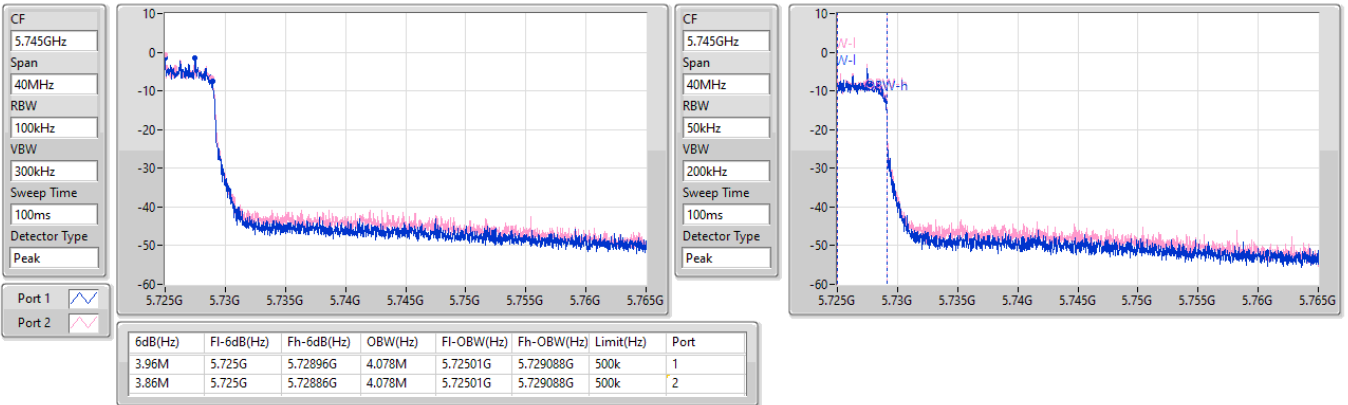 CF
5.745GHz
Span
40MHz
RBW
100kHz
VBW
300kHz
Sweep Time
100ms
Detector Type
Peak
Port 1
Port 2
10
0
-10
-20
-30
-40
-50
-60
5.725G 5.73G 5.735G 5.74G 5.745G 5.75G 5.755G 5.76G 5.765G
CF
5.745GHz
Span
40MHz
RBW
50kHz
VBW
200kHz
Sweep Time
100ms
Detector Type
Peak
10
0
-10
-20
-30
-40
-50
-60
W-l
W-l
OBW-h
5.725G 5.73G 5.735G 5.74G 5.745G 5.75G 5.755G 5.76G 5.765G
6dB(Hz) Fl-6dB(Hz) Fh-6dB(Hz) OBW(Hz) Fl-OBW(Hz) Fh-OBW(Hz) Limit(Hz) Port
3.96M 5.725G 5.72896G 4.078M 5.72501G 5.729088G 500k 1
3.86M 5.725G 5.72886G 4.078M 5.72501G 5.729088G 500k 2